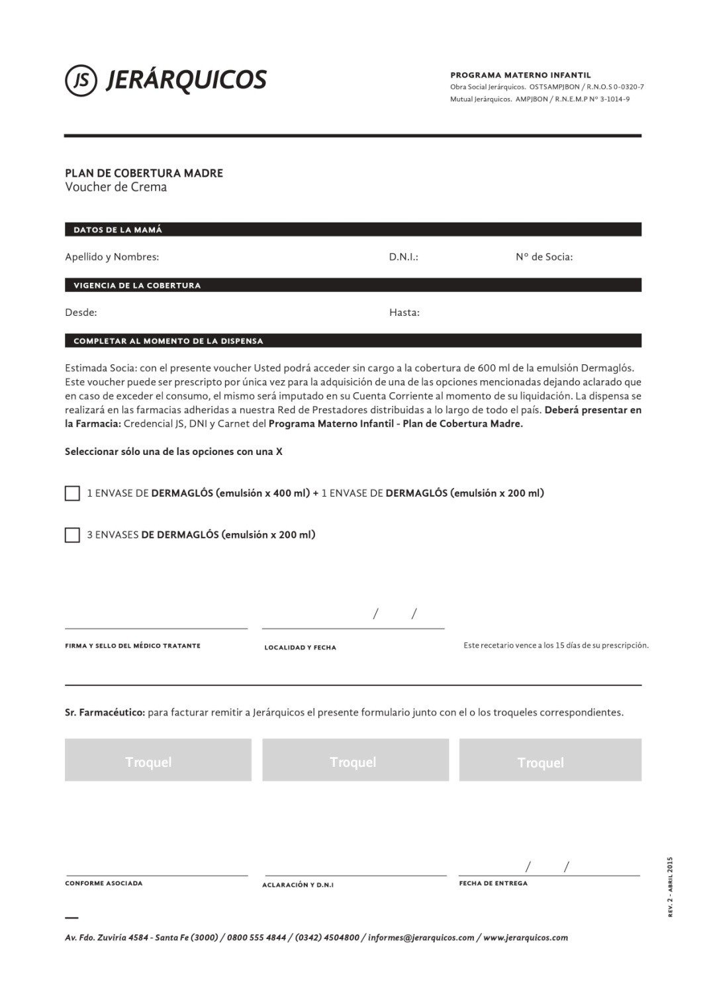 JS JERÁRQUICOS
PROGRAMA MATERNO INFANTIL
Obra Social Jerárquicos. OSTSAMPJBON / R.N.O.S 0-0320-7
Mutual Jerárquicos. AMPJBON / R.N.E.M.P Nº 3-1014-9
PLAN DE COBERTURA MADRE
Voucher de Crema
DATOS DE LA MAMÁ
Apellido y Nombres: D.N.I.: Nº de Socia:
VIGENCIA DE LA COBERTURA
Desde: Hasta:
COMPLETAR AL MOMENTO DE LA DISPENSA
Estimada Socia: con el presente voucher Usted podrá acceder sin cargo a la cobertura de 600 ml de la emulsión Dermaglós.
Este voucher puede ser prescripto por única vez para la adquisición de una de las opciones mencionadas dejando aclarado que
en caso de exceder el consumo, el mismo será imputado en su Cuenta Corriente al momento de su liquidación. La dispensa se
realizará en las farmacias adheridas a nuestra Red de Prestadores distribuidas a lo largo de todo el país. Deberá presentar en
la Farmacia: Credencial JS, DNI y Carnet del Programa Materno Infantil - Plan de Cobertura Madre.
Seleccionar sólo una de las opciones con una X
1 ENVASE DE DERMAGLÓS (emulsión x 400 ml) + 1 ENVASE DE DERMAGLÓS (emulsión x 200 ml)
3 ENVASES DE DERMAGLÓS (emulsión x 200 ml)
/ /
FIRMA Y SELLO DEL MÉDICO TRATANTE
LOCALIDAD Y FECHA
Este recetario vence a los 15 días de su prescripción.
Sr. Farmacéutico: para facturar remitir a Jerárquicos el presente formulario junto con el o los troqueles correspondientes.
Troquel Troquel Troquel
/ /
CONFORME ASOCIADA
ACLARACIÓN Y D.N.I
FECHA DE ENTREGA
REV. 2 - ABRIL 2015
Av. Fdo. Zuviría 4584 - Santa Fe (3000) / 0800 555 4844 / (0342) 4504800 / informes@jerarquicos.com / www.jerarquicos.com